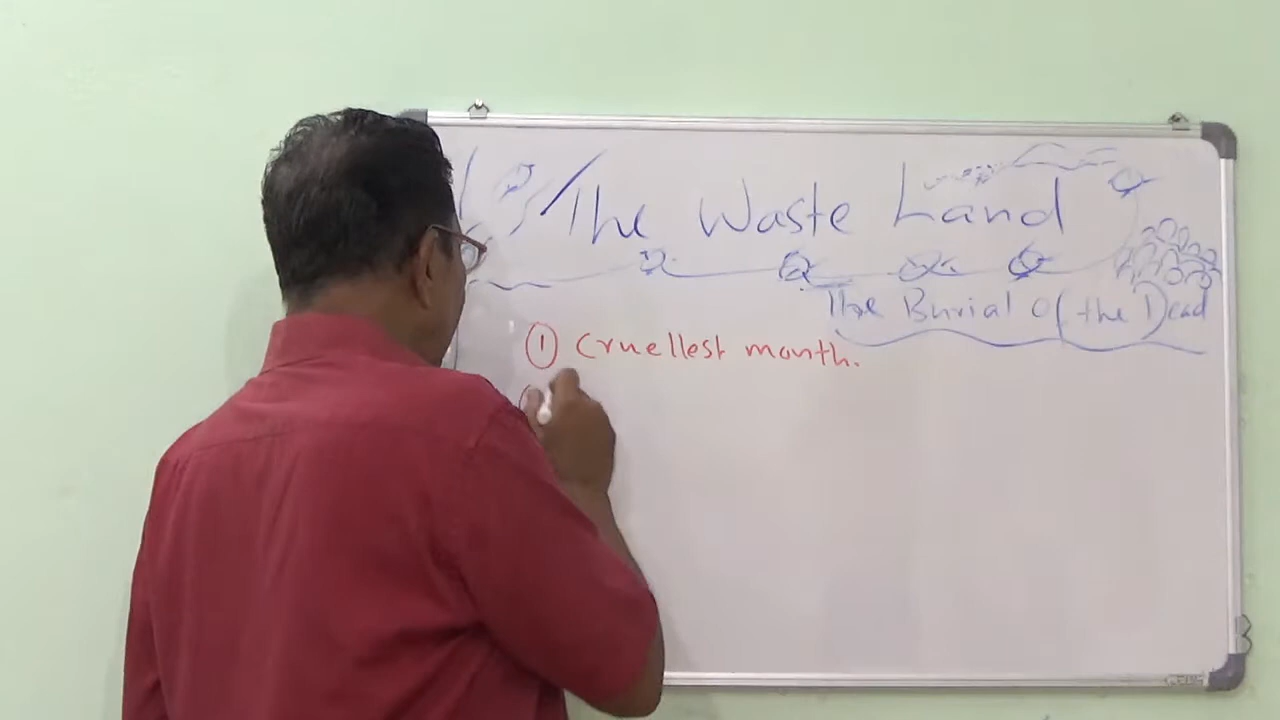 The Waste Land
The Burial of the Dead
① Cruellest month.